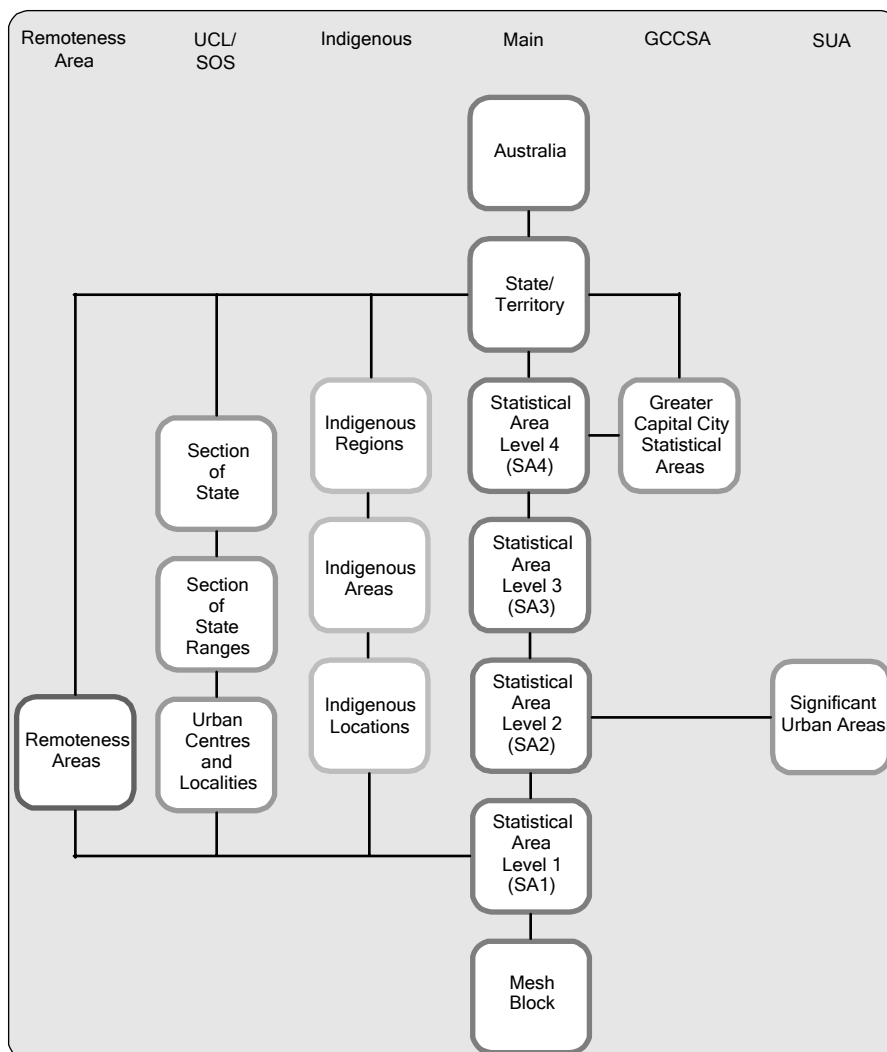 Remoteness
Area
UCL/
SOS
Indigenous
Main
GCCSA
SUA
Australia
State/
Territory
Indigenous
Regions
Statistical
Area
Level 4
(SA4)
Greater
Capital City
Statistical
Areas
Section
of
State
Indigenous
Areas
Statistical
Area
Level 3
(SA3)
Section
of
State
Ranges
Indigenous
Locations
Statistical
Area
Level 2
(SA2)
Significant
Urban Areas
Remoteness
Areas
Urban
Centres
and
Localities
Statistical
Area
Level 1
(SA1)
Mesh
Block